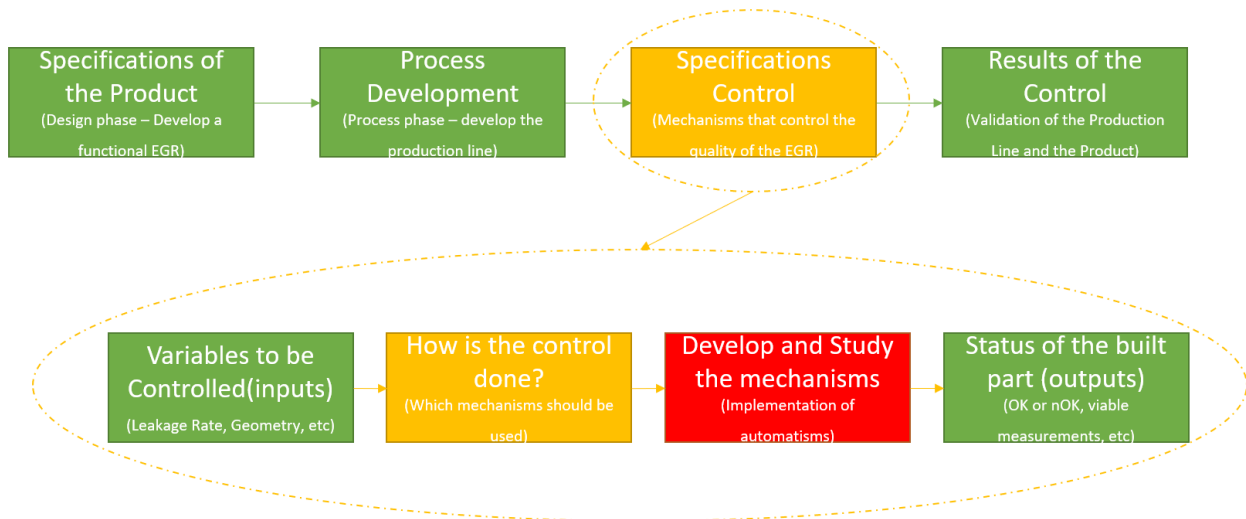 Specifications of
the Product
(Design phase – Develop a
functional EGR)
Process
Development
(Process phase – develop the
production line)
Specifications
Control
(Mechanisms that control the
quality of the EGR)
Results of the
Control
(Validation of the Production
Line and the Product)
Variables to be
Controlled(inputs)
(Leakage Rate, Geometry, etc)
How is the control
done?
(Which mechanisms should be
used)
Develop and Study
the mechanisms
(Implementation of
automatisms)
Status of the built
part (outputs)
(OK or nOK, viable
measurements, etc)